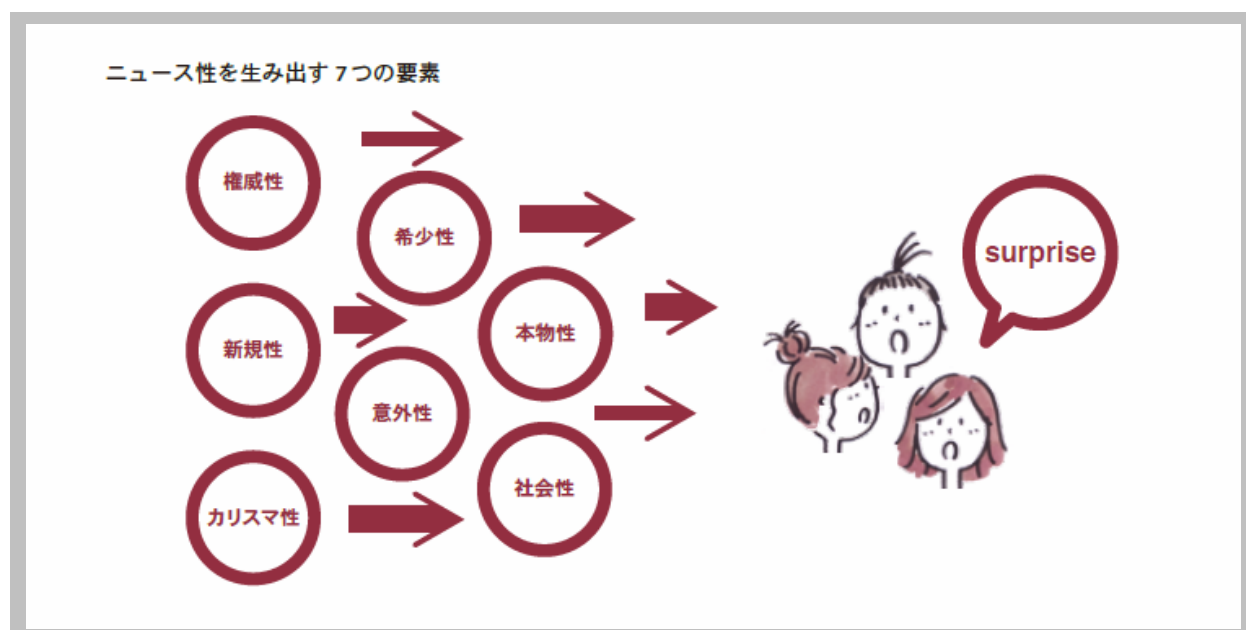 ニュース性を生み出す7つの要素
権威性
希少性
新規性
本物性
意外性
カリスマ性
社会性
surprise